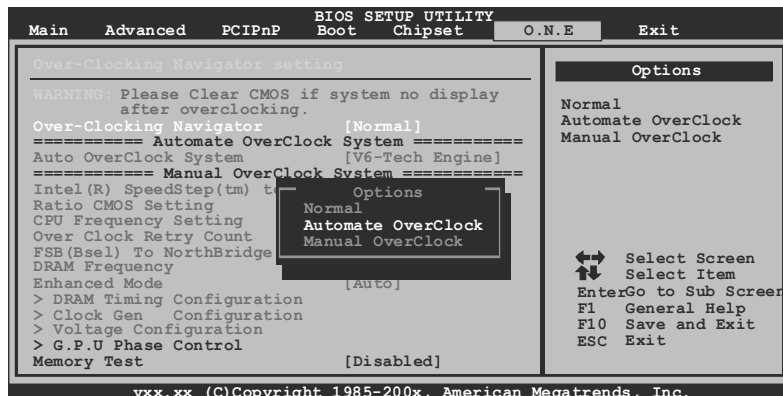 BIOS SETUP UTILITY
Main Advanced PCIPnP Boot Chipset O.N.E Exit
Over-Clocking Navigator setting
WARNING: Please Clear CMOS if system no display
after overclocking.
Over-Clocking Navigator [Normal]
=========== Automate OverClock System ===========
Auto OverClock System [V6-Tech Engine]
============ Manual OverClock System ============
Intel(R) SpeedStep(tm) t
Ratio CMOS Setting
CPU Frequency Setting
Over Clock Retry Count
FSB(Bsel) To NorthBridge
DRAM Frequency
Enhanced Mode [Auto]
> DRAM Timing Configuration
> Clock Gen Configuration
> Voltage Configuration
> G.P.U Phase Control
Memory Test [Disabled]
Options
Normal
Automate OverClock
Manual OverClock
Options
Normal
Automate OverClock
Manual OverClock
Select Screen
Select Item
Enter Go to Sub Screen
F1 General Help
F10 Save and Exit
ESC Exit
vxx.xx (C)Copyright 1985-200x, American Megatrends, Inc.